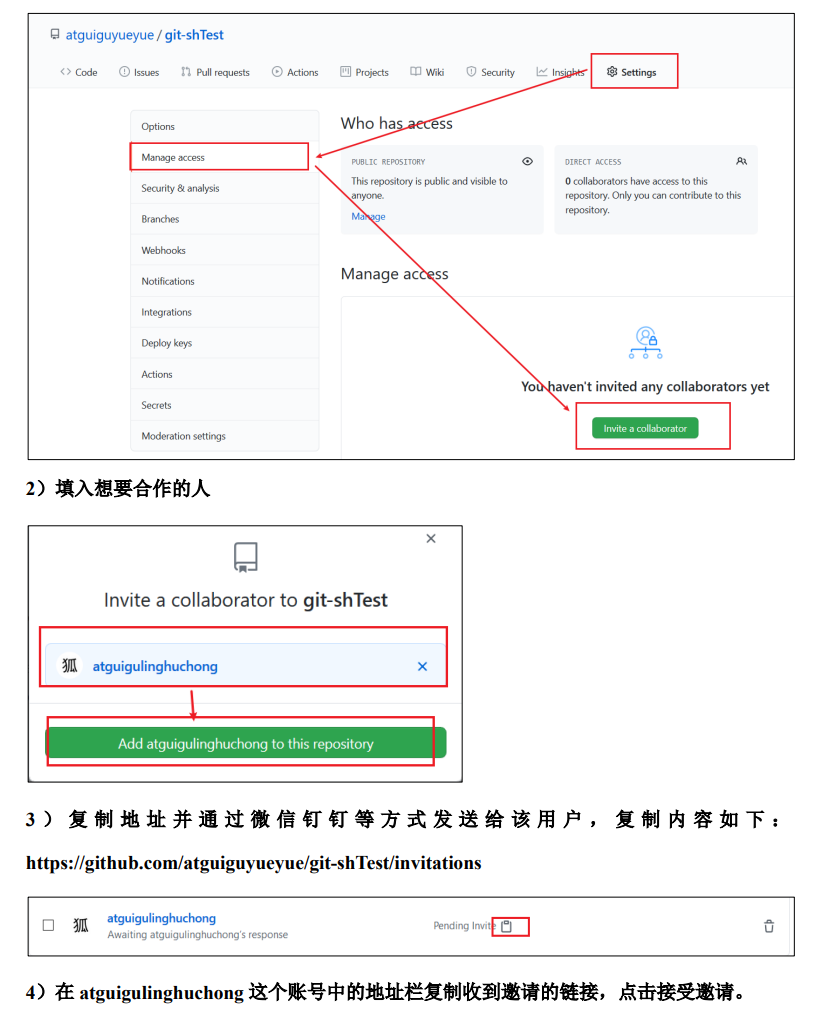 atguiguyueyue / git-shTest
Code Issues Pull requests Actions Projects Wiki Security Insights Settings
Options
Manage access
Security & analysis
Branches
Webhooks
Notifications
Integrations
Deploy keys
Actions
Secrets
Moderation settings
Who has access
PUBLIC REPOSITORY
This repository is public and visible to
anyone.
Manage
DIRECT ACCESS
0 collaborators have access to this
repository. Only you can contribute to this
repository.
Manage access
You haven't invited any collaborators yet
Invite a collaborator
2）填入想要合作的人
Invite a collaborator to git-shTest
狐 atguigulinghuchong
Add atguigulinghuchong to this repository
3）复制地址并通过微信钉钉等方式发送给该用户，复制内容如下：
https://github.com/atguiguyueyue/git-shTest/invitations
狐 atguigulinghuchong
Awaiting atguigulinghuchong's response
Pending Invite
4）在 atguigulinghuchong 这个账号中的地址栏复制收到邀请的链接，点击接受邀请。